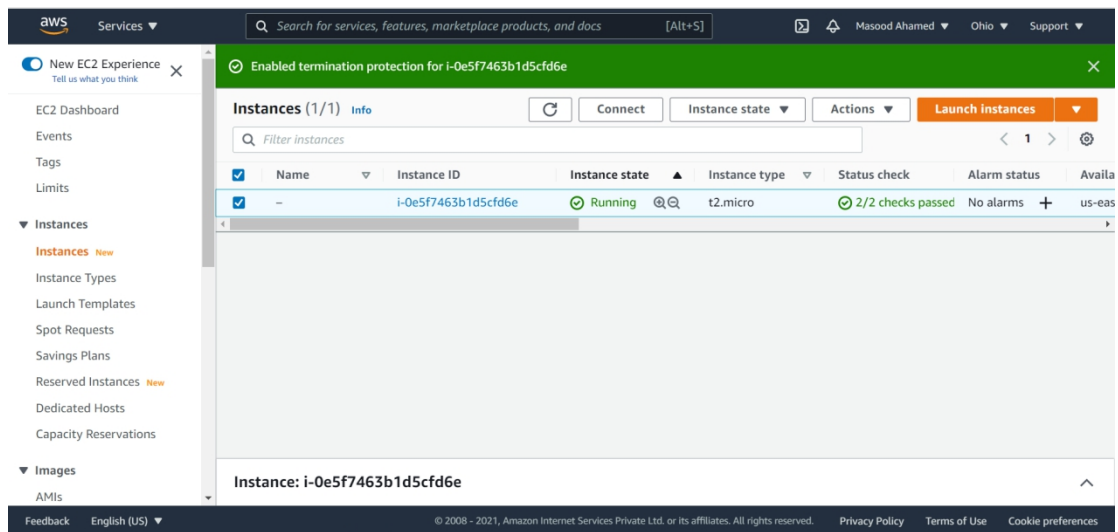 aws Services ▼ Search for services, features, marketplace products, and docs [Alt+S] Masood Ahamed ▼ Ohio ▼ Support ▼
New EC2 Experience
Tell us what you think
EC2 Dashboard
Events
Tags
Limits
▼ Instances
Instances New
Instance Types
Launch Templates
Spot Requests
Savings Plans
Reserved Instances New
Dedicated Hosts
Capacity Reservations
▼ Images
AMIs
Enabled termination protection for i-0e5f7463b1d5cfd6e
Instances (1/1) Info Connect Instance state ▼ Actions ▼ Launch instances ▼
Filter instances < 1 >
Name Instance ID Instance state ▲ Instance type Status check Alarm status Availa
– i-0e5f7463b1d5cfd6e Running t2.micro 2/2 checks passed No alarms + us-eas
Instance: i-0e5f7463b1d5cfd6e
Feedback English (US) ▼ © 2008 - 2021, Amazon Internet Services Private Ltd. or its affiliates. All rights reserved. Privacy Policy Terms of Use Cookie preferences